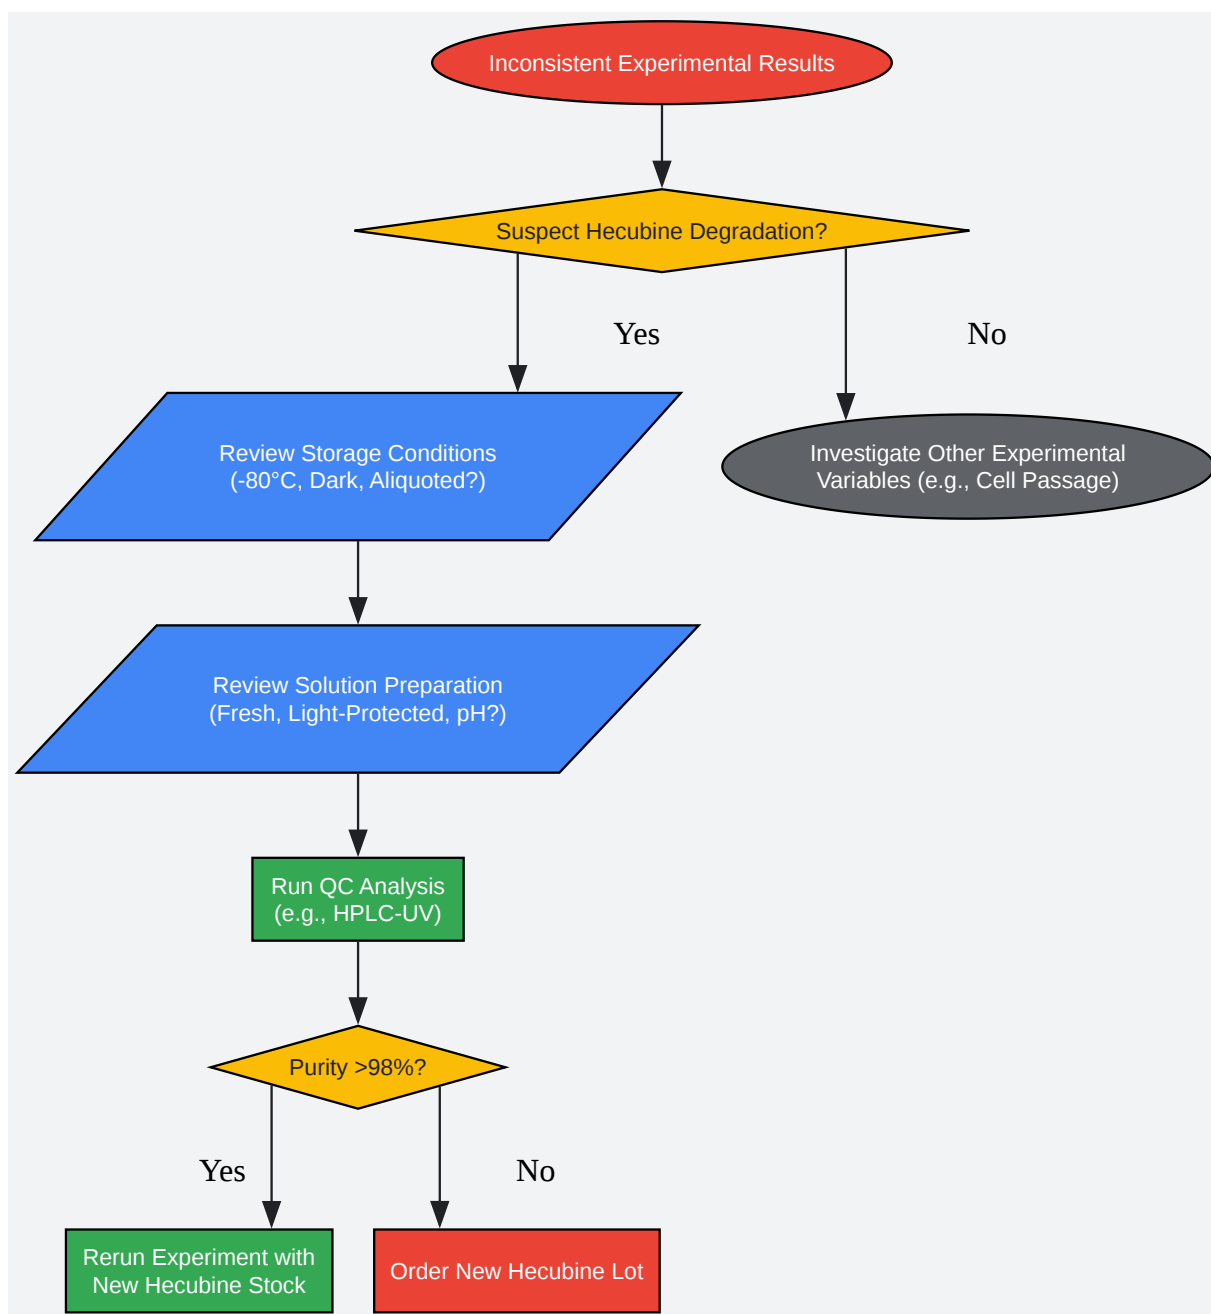 Inconsistent Experimental Results
Suspect Hecubine Degradation?
Yes
No
Review Storage Conditions
(-80°C, Dark, Aliquoted?)
Investigate Other Experimental
Variables (e.g., Cell Passage)
Review Solution Preparation
(Fresh, Light-Protected, pH?)
Run QC Analysis
(e.g., HPLC-UV)
Purity >98%?
Yes
No
Rerun Experiment with
New Hecubine Stock
Order New Hecubine Lot